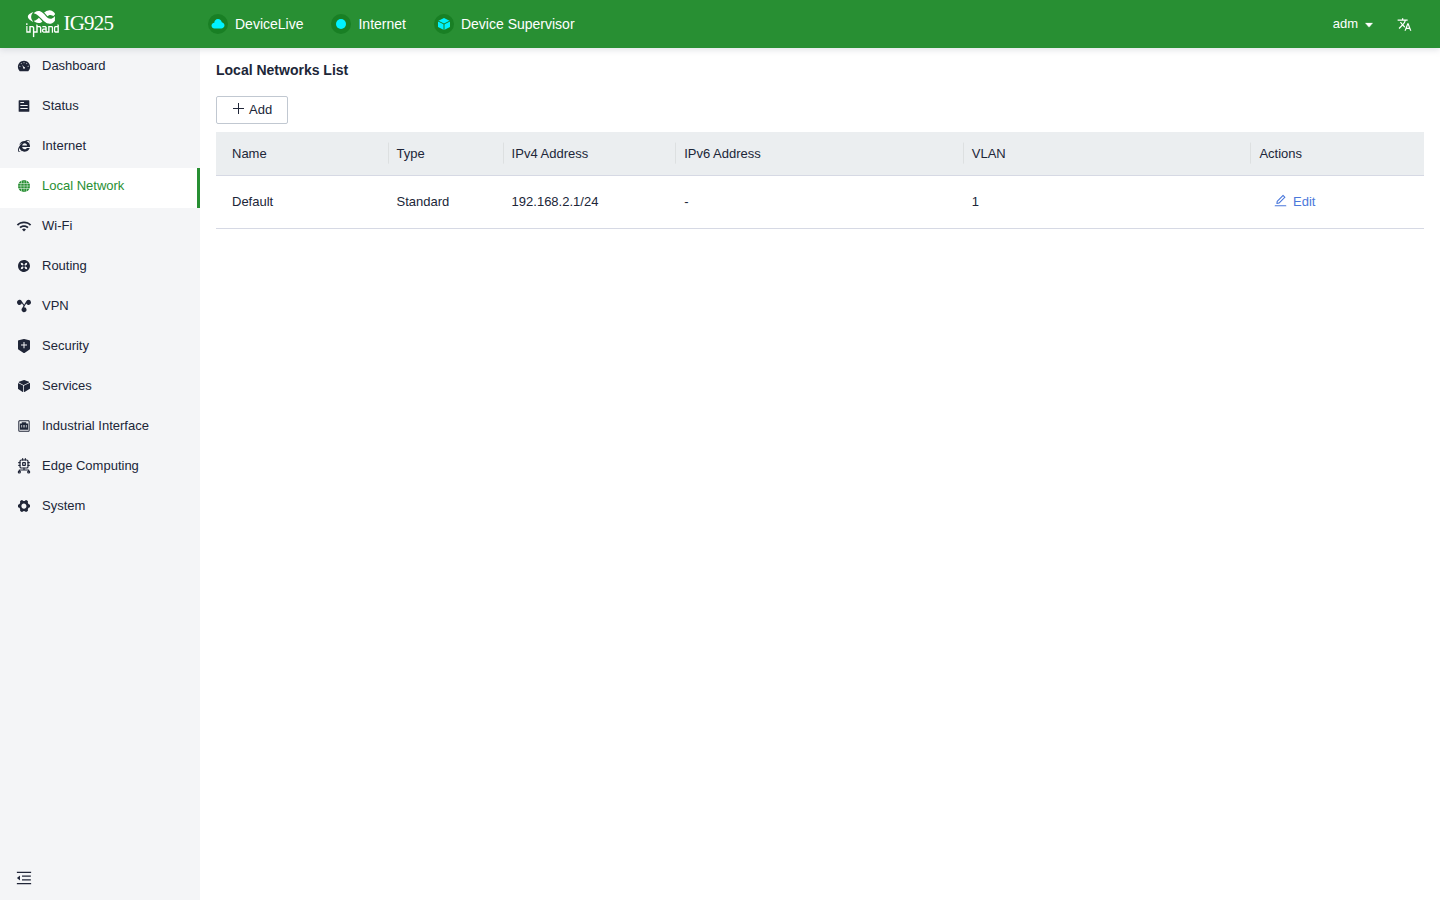 inhand IG925
DeviceLive Internet Device Supervisor adm
Dashboard
Status
Internet
Local Network
Wi-Fi
Routing
VPN
Security
Services
Industrial Interface
Edge Computing
System
Local Networks List
Add
Name Type IPv4 Address IPv6 Address VLAN Actions
Default Standard 192.168.2.1/24 - 1 Edit